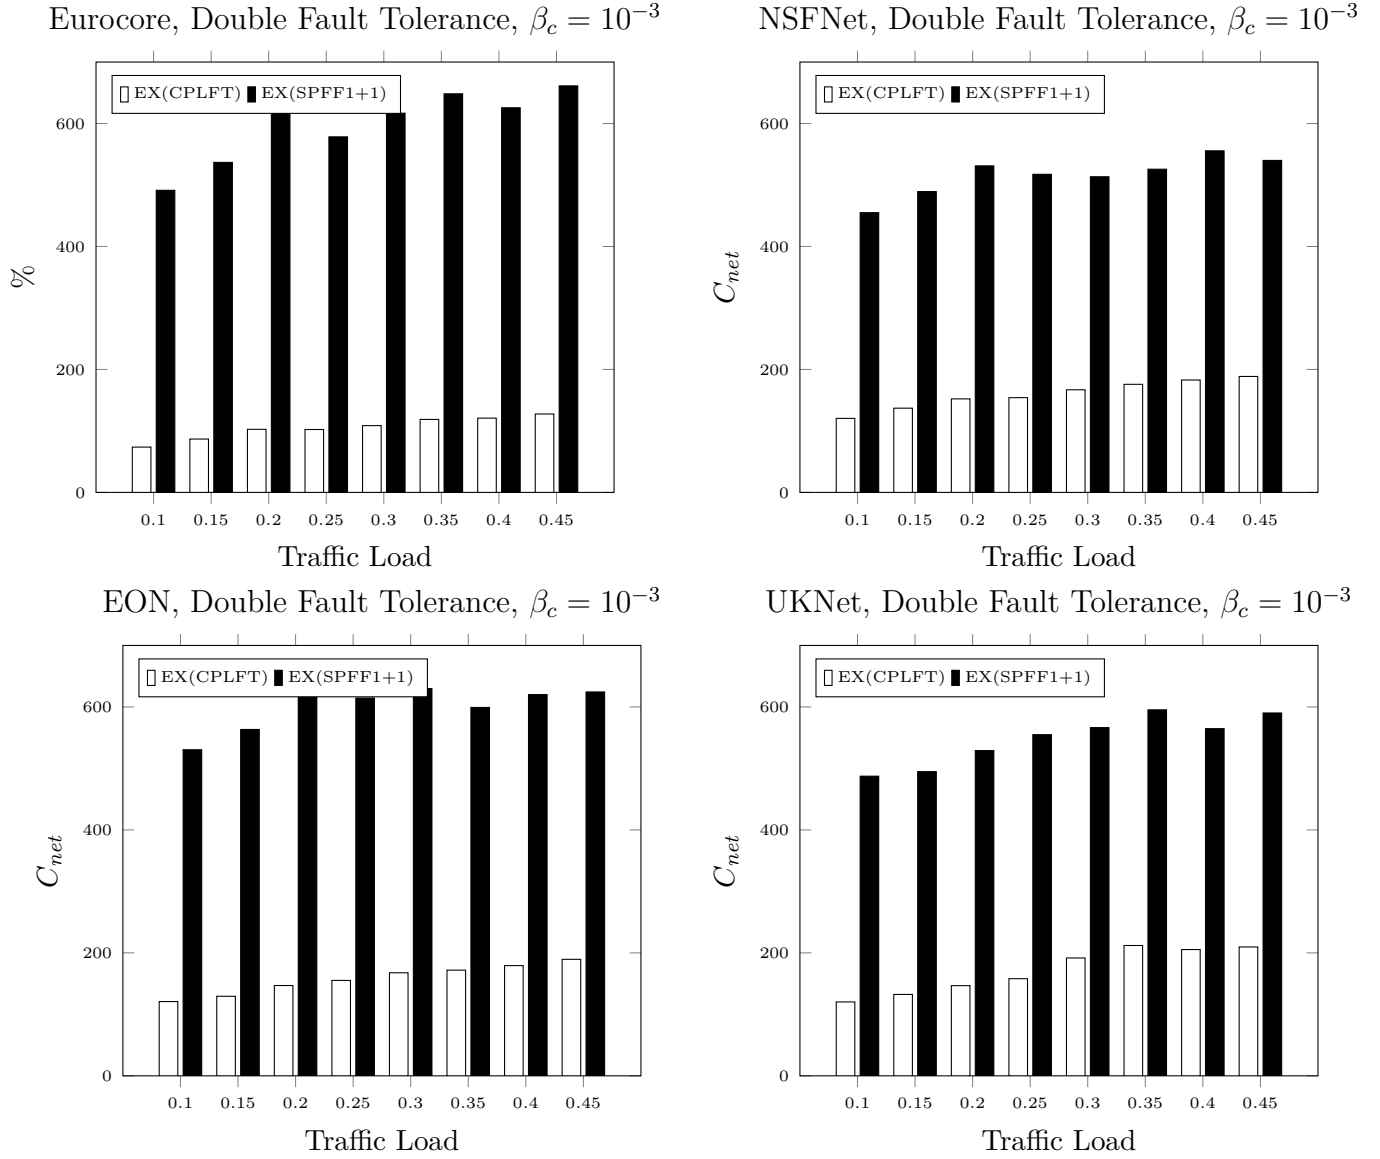 Eurocore, Double Fault Tolerance, β_c = 10^{-3}
EX(CPLFT) EX(SPFF1+1)
600
400
200
0
%
0.1 0.15 0.2 0.25 0.3 0.35 0.4 0.45
Traffic Load
NSFNet, Double Fault Tolerance, β_c = 10^{-3}
EX(CPLFT) EX(SPFF1+1)
600
400
200
0
C_{net}
0.1 0.15 0.2 0.25 0.3 0.35 0.4 0.45
Traffic Load
EON, Double Fault Tolerance, β_c = 10^{-3}
EX(CPLFT) EX(SPFF1+1)
600
400
200
0
C_{net}
0.1 0.15 0.2 0.25 0.3 0.35 0.4 0.45
Traffic Load
UKNet, Double Fault Tolerance, β_c = 10^{-3}
EX(CPLFT) EX(SPFF1+1)
600
400
200
0
C_{net}
0.1 0.15 0.2 0.25 0.3 0.35 0.4 0.45
Traffic Load